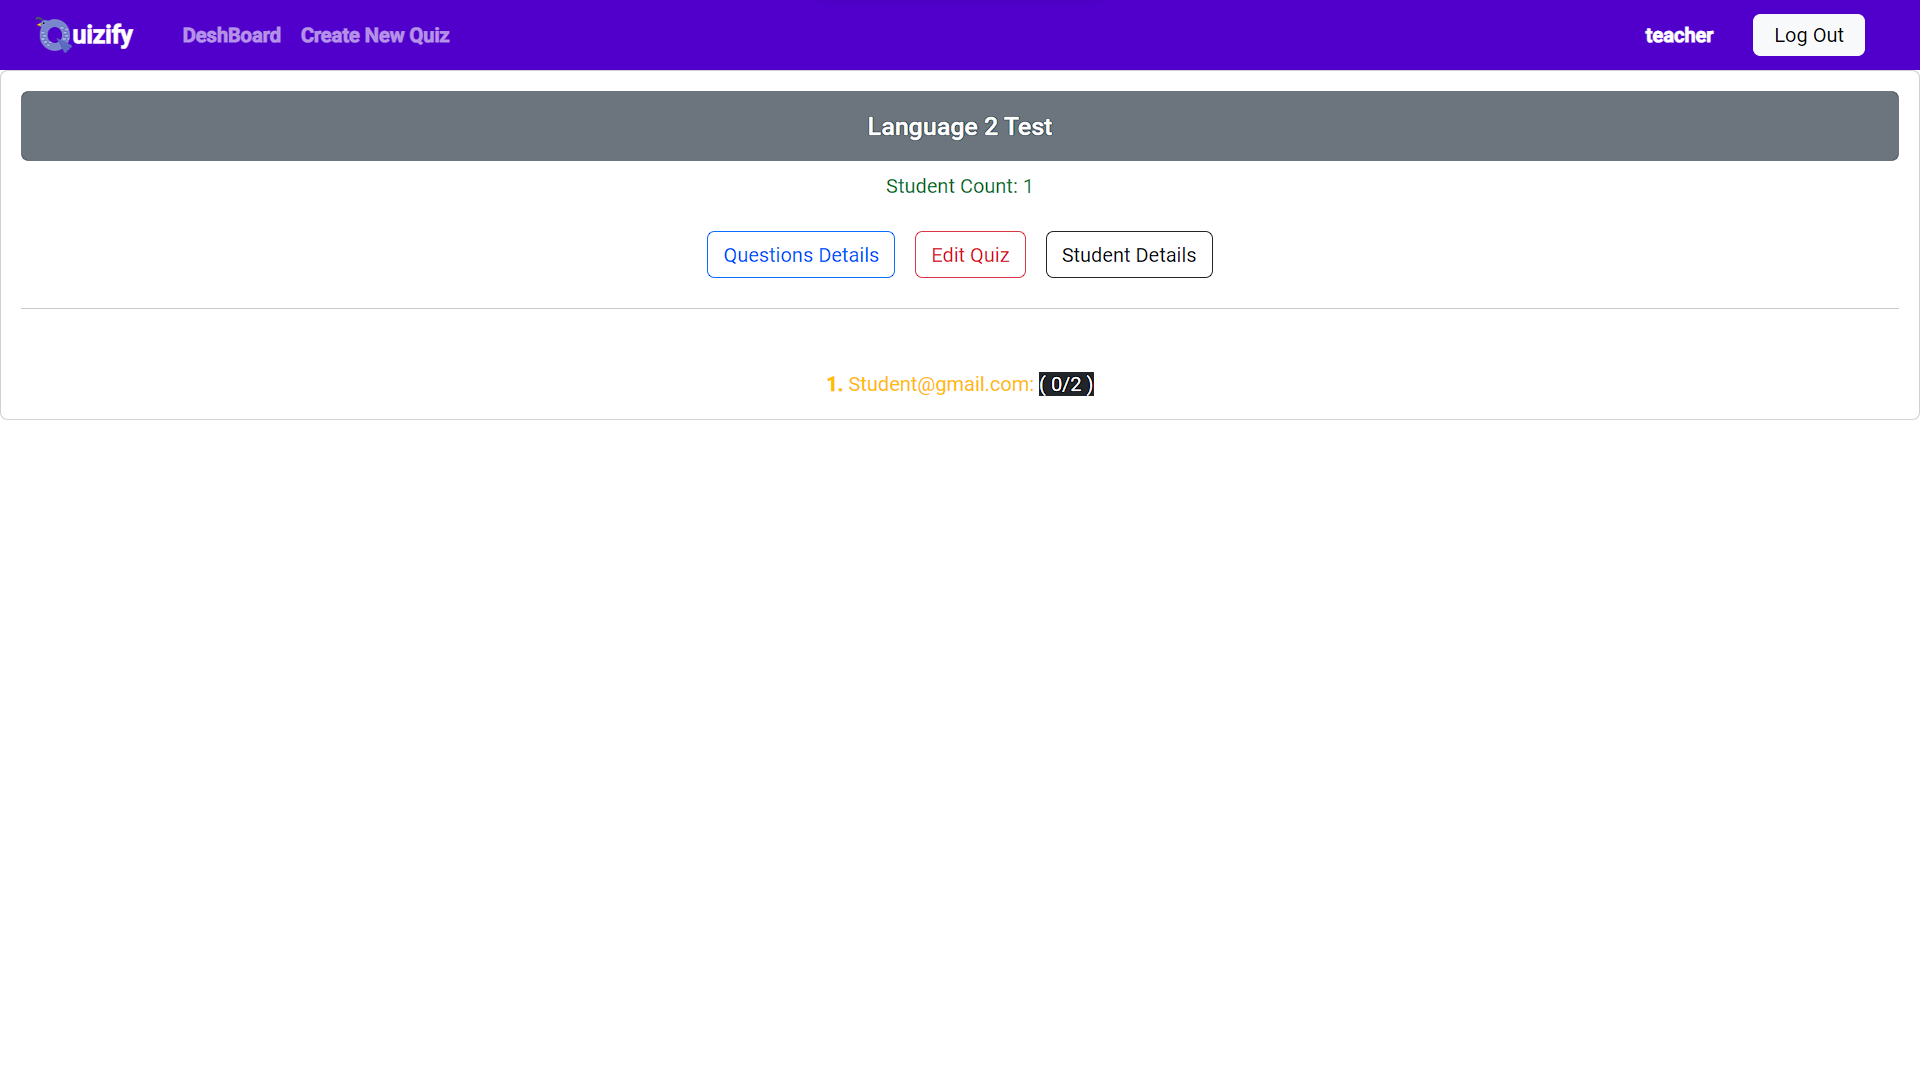 Quizify DeshBoard Create New Quiz teacher Log Out
Language 2 Test
Student Count: 1
Questions Details Edit Quiz Student Details
1. Student@gmail.com: ( 0/2 )